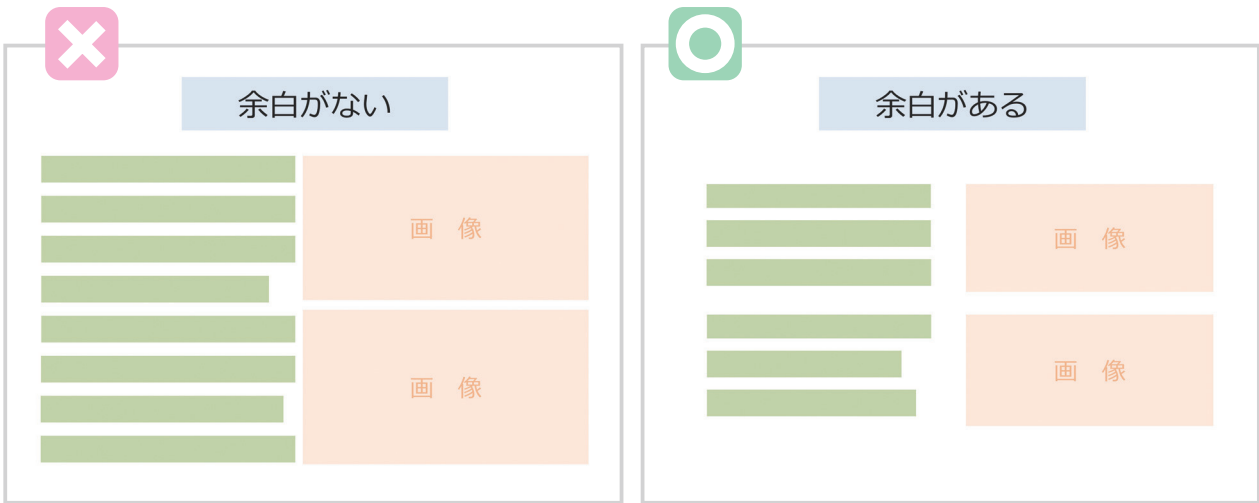 余白がない
画　像
画　像
余白がある
画　像
画　像